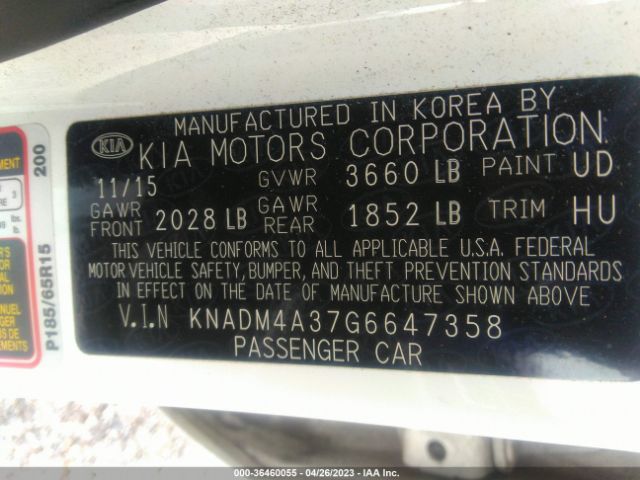 MANUFACTURED IN KOREA BY
KIA KIA MOTORS CORPORATION
11/15 GVWR 3660 LB PAINT UD
GAWR FRONT 2028 LB GAWR REAR 1852 LB TRIM HU
THIS VEHICLE CONFORMS TO ALL APPLICABLE U.S.A. FEDERAL
MOTOR VEHICLE SAFETY, BUMPER, AND THEFT PREVENTION STANDARDS
IN EFFECT ON THE DATE OF MANUFACTURE SHOWN ABOVE.
V.I.N KNADM4A37G6647358
PASSENGER CAR
200
P185/65R15
000-36460055 - 04/26/2023 - IAA Inc.